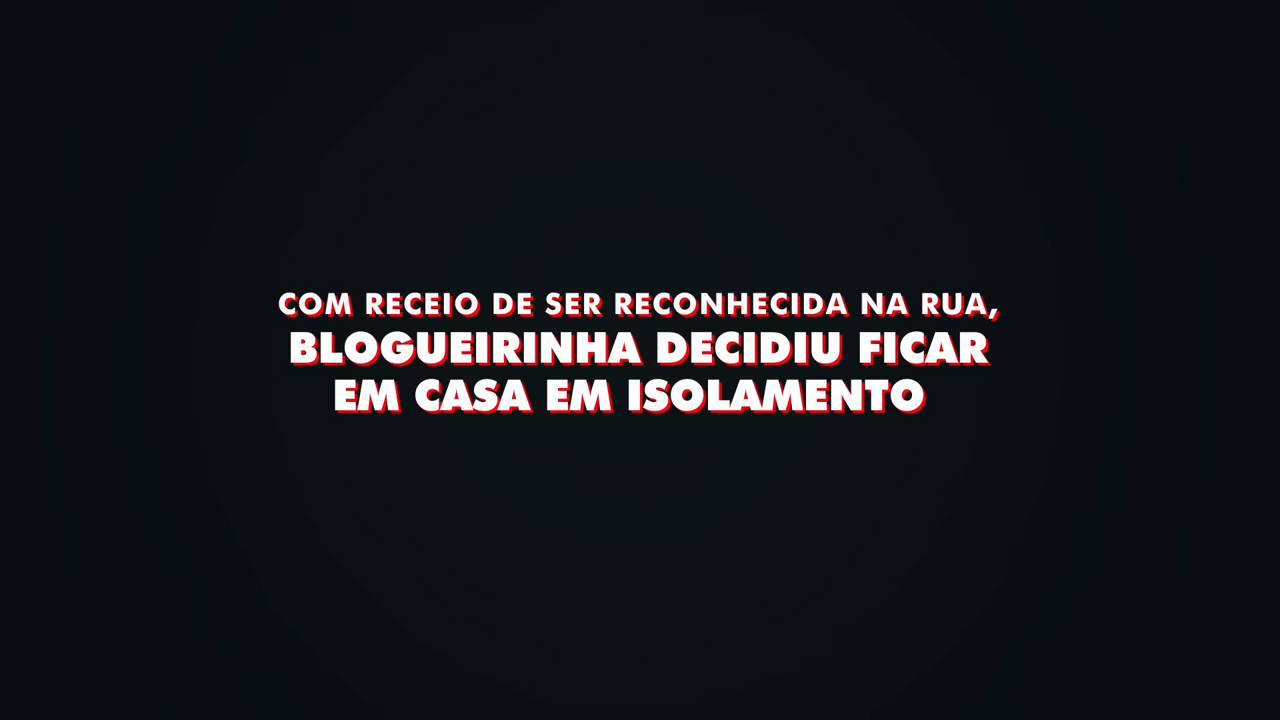 COM RECEIO DE SER RECONHECIDA NA RUA,
BLOGUEIRINHA DECIDIU FICAR
EM CASA EM ISOLAMENTO